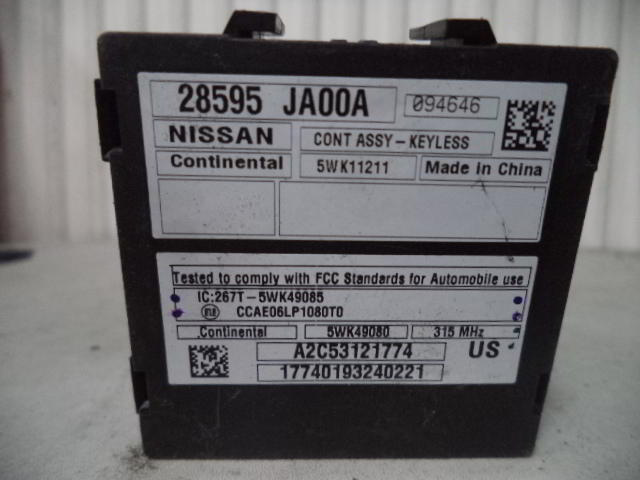 28595 JA00A 094646
NISSAN CONT ASSY-KEYLESS
Continental 5WK11211 Made in China
Tested to comply with FCC Standards for Automobile use
IC:267T-5WK49085
CCAE06LP1080T0
Continental 5WK49080 315 MHz
A2C53121774 US
17740193240221